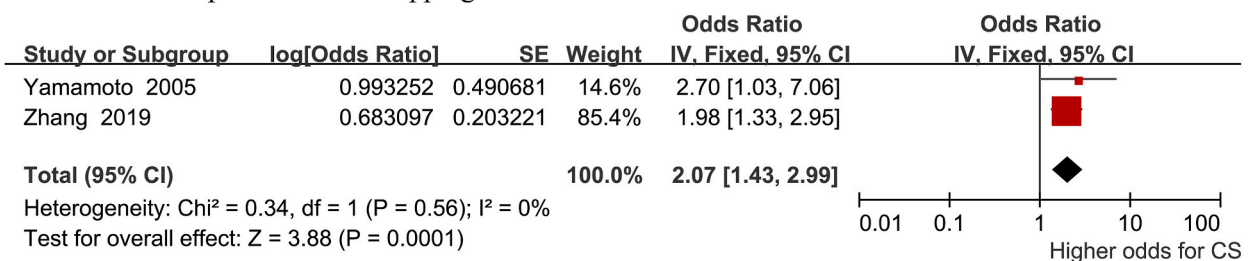 Odds Ratio Odds Ratio
Study or Subgroup log[Odds Ratio] SE Weight IV, Fixed, 95% CI IV, Fixed, 95% CI
Yamamoto 2005 0.993252 0.490681 14.6% 2.70 [1.03, 7.06]
Zhang 2019 0.683097 0.203221 85.4% 1.98 [1.33, 2.95]
Total (95% CI) 100.0% 2.07 [1.43, 2.99]
Heterogeneity: Chi² = 0.34, df = 1 (P = 0.56); I² = 0%
Test for overall effect: Z = 3.88 (P = 0.0001)
0.01 0.1 1 10 100
Higher odds for CS